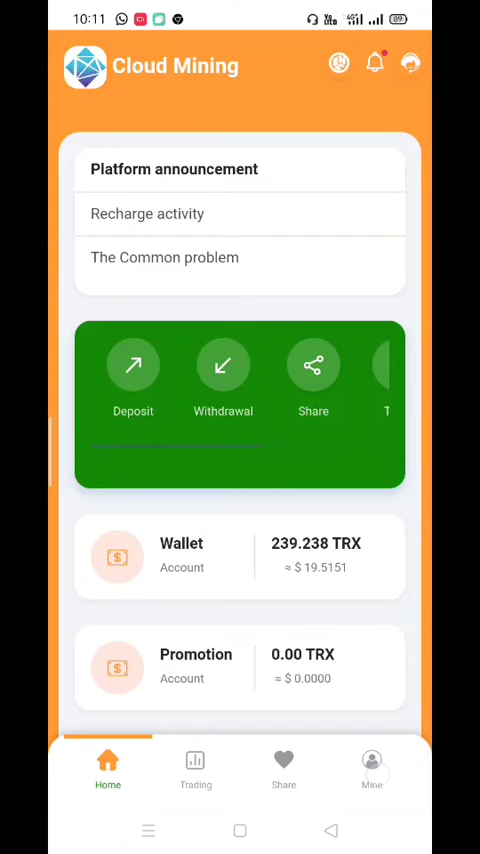 10:11
89
Cloud Mining
Platform announcement
Recharge activity
The Common problem
Deposit
Withdrawal
Share
Wallet
239.238 TRX
Account
≈ $ 19.5151
Promotion
0.00 TRX
Account
≈ $ 0.0000
Home
Trading
Share
Mine